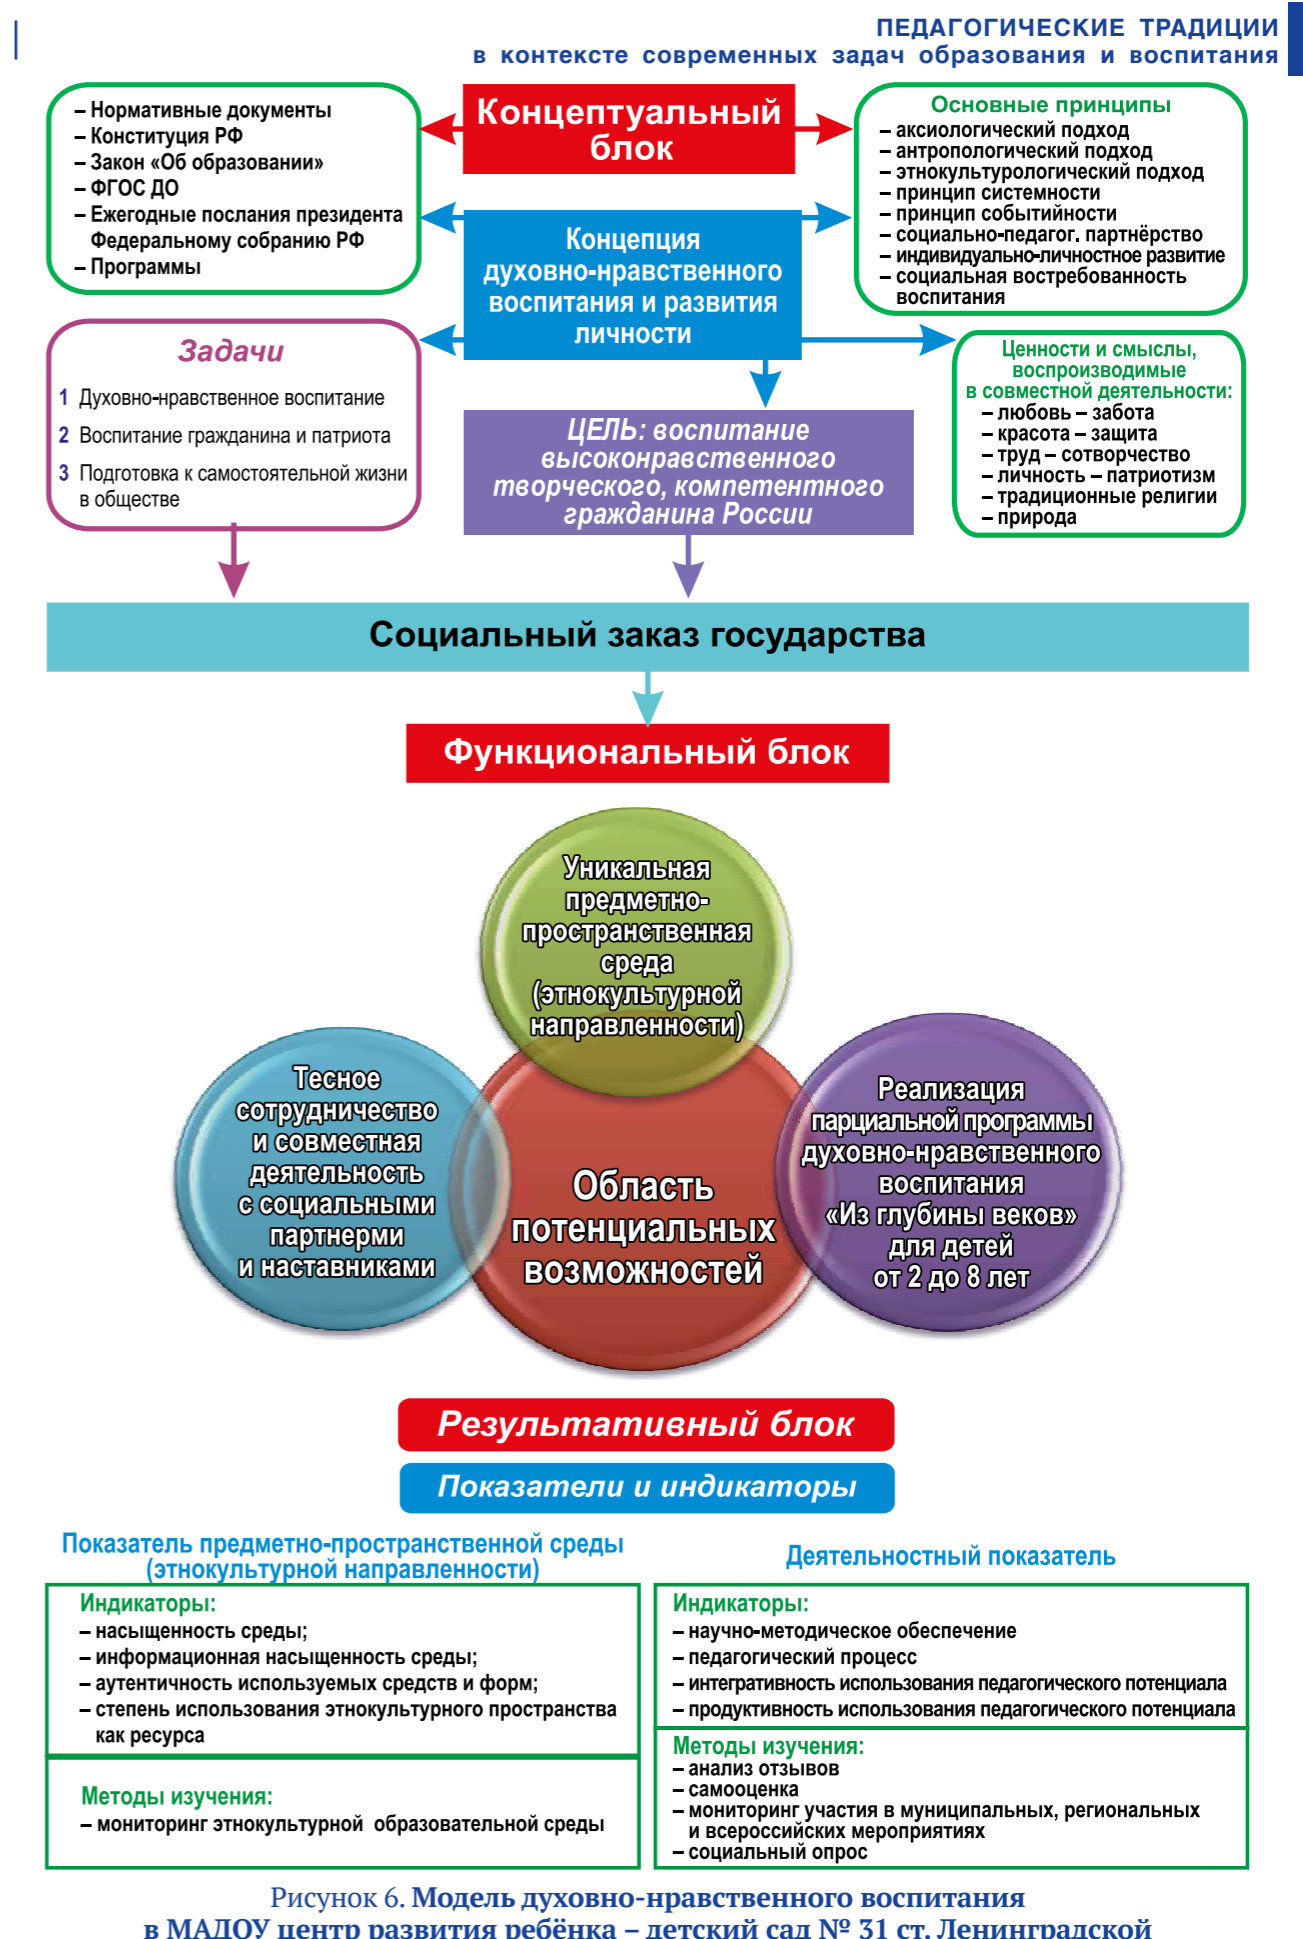 ПЕДАГОГИЧЕСКИЕ ТРАДИЦИИ
в контексте современных задач образования и воспитания
– Нормативные документы
– Конституция РФ
– Закон «Об образовании»
– ФГОС ДО
– Ежегодные послания президента
Федеральному собранию РФ
– Программы
Концептуальный
блок
Основные принципы
– аксиологический подход
– антропологический подход
– этнокультурологический подход
– принцип системности
– принцип событийности
– социально-педагог. партнёрство
– индивидуально-личностное развитие
– социальная востребованность
воспитания
Концепция
духовно-нравственного
воспитания и развития
личности
Задачи
1 Духовно-нравственное воспитание
2 Воспитание гражданина и патриота
3 Подготовка к самостоятельной жизни
в обществе
Ценности и смыслы,
воспроизводимые
в совместной деятельности:
– любовь – забота
– красота – защита
– труд – сотворчество
– личность – патриотизм
– традиционные религии
– природа
ЦЕЛЬ: воспитание
высоконравственного
творческого, компетентного
гражданина России
Социальный заказ государства
Функциональный блок
Уникальная
предметно-
пространственная
среда
(этнокультурной
направленности)
Тесное
сотрудничество
и совместная
деятельность
с социальными
партнерми
и наставниками
Область
потенциальных
возможностей
Реализация
парциальной программы
духовно-нравственного
воспитания
«Из глубины веков»
для детей
от 2 до 8 лет
Результативный блок
Показатели и индикаторы
Показатель предметно-пространственной среды
(этнокультурной направленности)
Индикаторы:
– насыщенность среды;
– информационная насыщенность среды;
– аутентичность используемых средств и форм;
– степень использования этнокультурного пространства
как ресурса
Методы изучения:
– мониторинг этнокультурной образовательной среды
Деятельностный показатель
Индикаторы:
– научно-методическое обеспечение
– педагогический процесс
– интегративность использования педагогического потенциала
– продуктивность использования педагогического потенциала
Методы изучения:
– анализ отзывов
– самооценка
– мониторинг участия в муниципальных, региональных
и всероссийских мероприятиях
– социальный опрос
Рисунок 6. Модель духовно-нравственного воспитания
в МАДОУ центр развития ребёнка – детский сад № 31 ст. Ленинградской